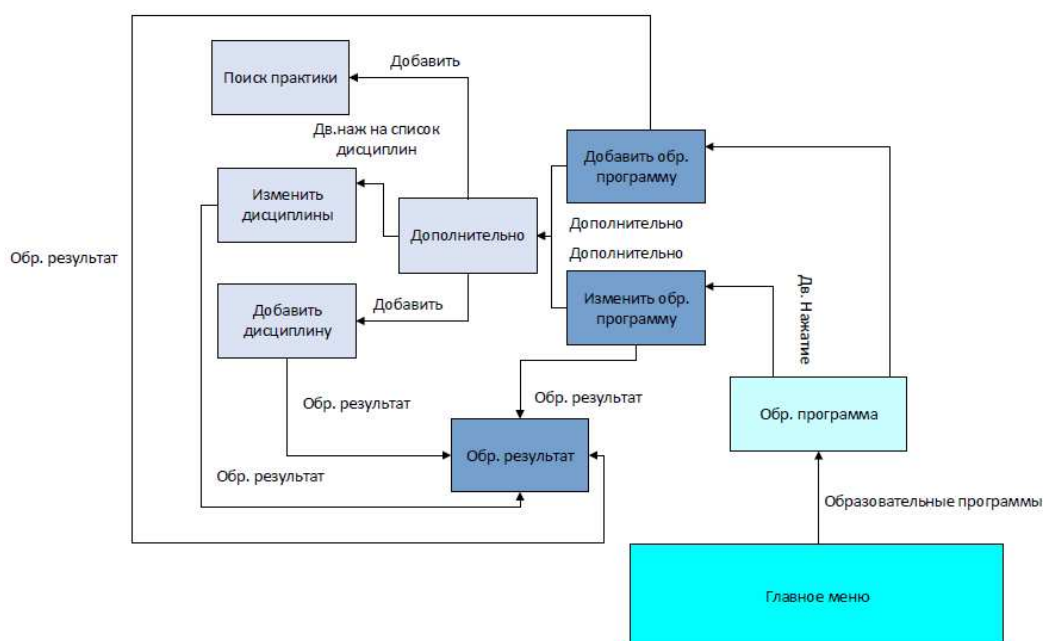 Добавить
Поиск практики
Дв.наж на список
дисциплин
Добавить обр.
программу
Изменить
дисциплины
Дополнительно
Дополнительно
Дополнительно
Обр. результат
Дв. Нажатие
Добавить
дисциплину
Добавить
Изменить обр.
программу
Обр. результат
Обр. результат
Обр. программа
Обр. результат
Обр. результат
Образовательные программы
Главное меню